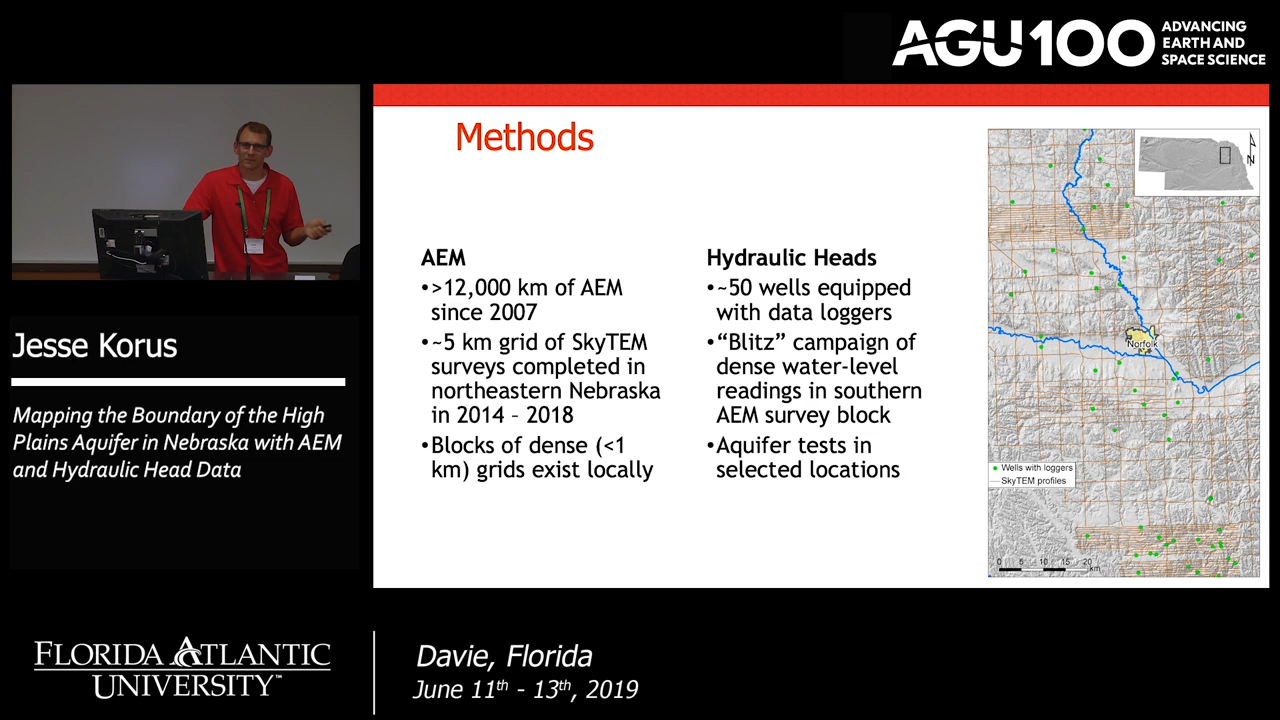 AGU100 ADVANCING
EARTH AND
SPACE SCIENCE
Methods
AEM
•>12,000 km of AEM
since 2007
•~5 km grid of SkyTEM
surveys completed in
northeastern Nebraska
in 2014 – 2018
•Blocks of dense (<1
km) grids exist locally
Hydraulic Heads
•~50 wells equipped
with data loggers
•“Blitz” campaign of
dense water-level
readings in southern
AEM survey block
•Aquifer tests in
selected locations
N
Norfolk
Wells with loggers
SkyTEM profiles
0 5 10 15 20
km
Jesse Korus
Mapping the Boundary of the High
Plains Aquifer in Nebraska with AEM
and Hydraulic Head Data
FLORIDA ATLANTIC
UNIVERSITY™
Davie, Florida
June 11th - 13th, 2019